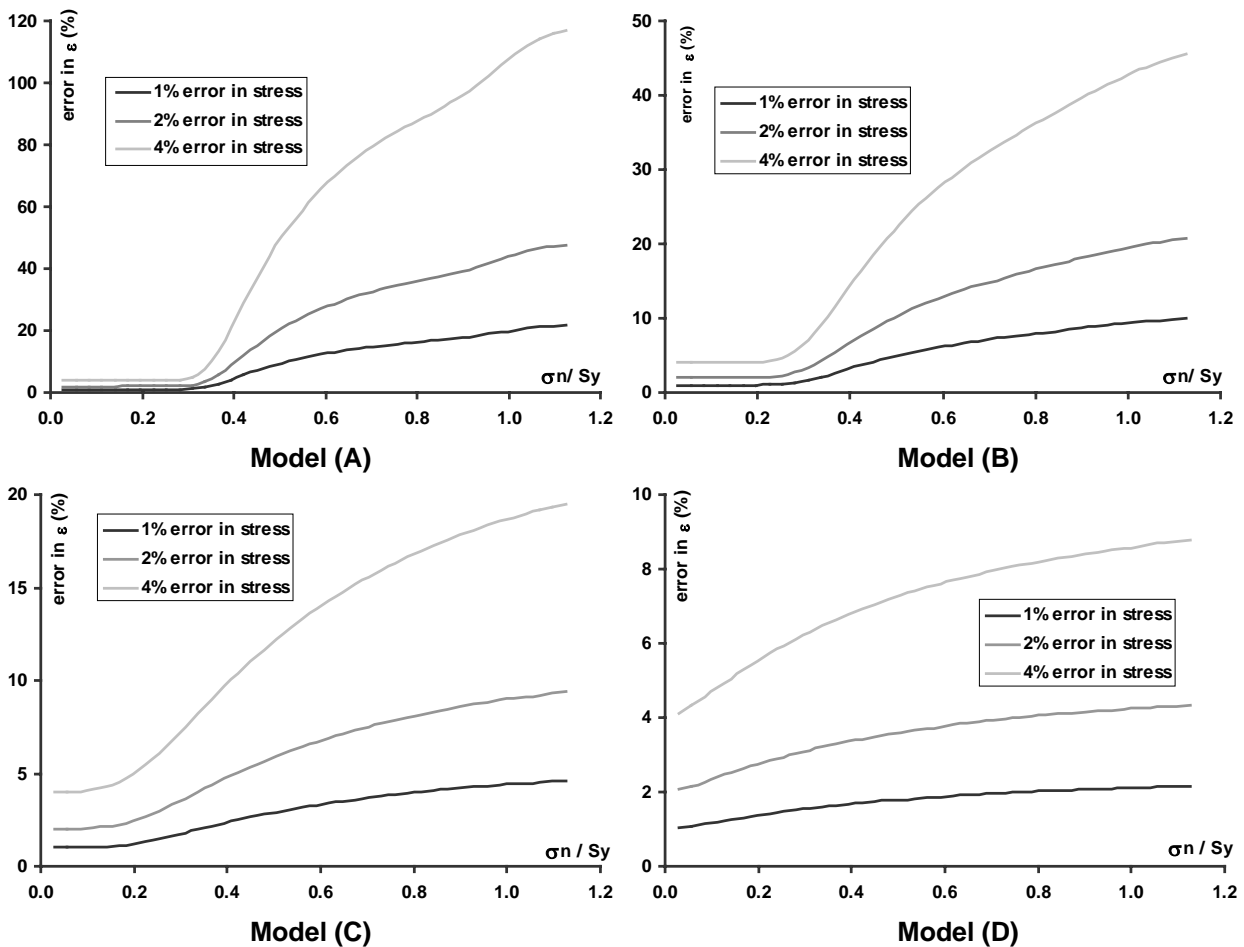 error in ε (%)
120
100
80
60
40
20
0
1% error in stress
2% error in stress
4% error in stress
σn/ Sy
0.0 0.2 0.4 0.6 0.8 1.0 1.2
Model (A)
error in ε (%)
50
40
30
20
10
0
1% error in stress
2% error in stress
4% error in stress
σn/ Sy
0.0 0.2 0.4 0.6 0.8 1.0 1.2
Model (B)
error in ε (%)
20
15
10
5
0
1% error in stress
2% error in stress
4% error in stress
σn / Sy
0.0 0.2 0.4 0.6 0.8 1.0 1.2
Model (C)
error in ε (%)
10
8
6
4
2
0
1% error in stress
2% error in stress
4% error in stress
σn / Sy
0.0 0.2 0.4 0.6 0.8 1.0 1.2
Model (D)